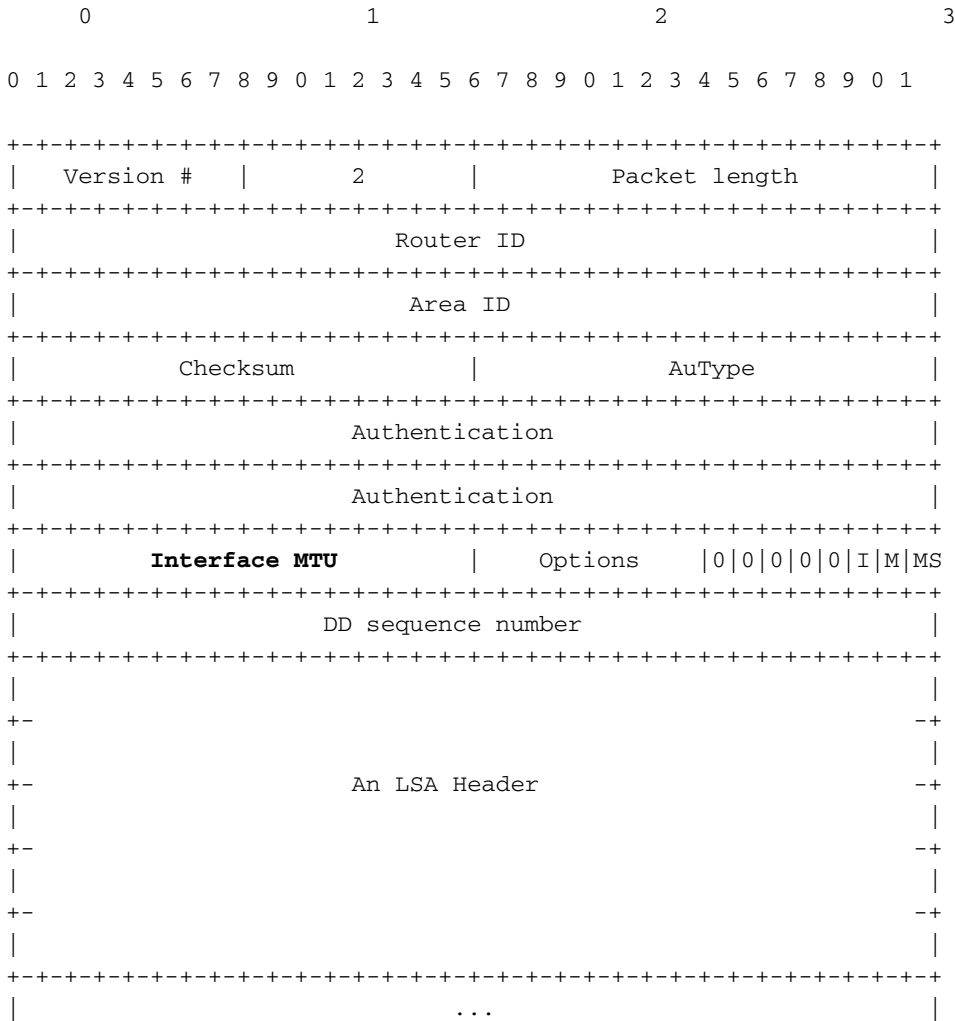 0 1 2 3
0 1 2 3 4 5 6 7 8 9 0 1 2 3 4 5 6 7 8 9 0 1 2 3 4 5 6 7 8 9 0 1
+-+-+-+-+-+-+-+-+-+-+-+-+-+-+-+-+-+-+-+-+-+-+-+-+-+-+-+-+-+-+-+-+
|   Version #   |       2       |         Packet length         |
+-+-+-+-+-+-+-+-+-+-+-+-+-+-+-+-+-+-+-+-+-+-+-+-+-+-+-+-+-+-+-+-+
|                          Router ID                            |
+-+-+-+-+-+-+-+-+-+-+-+-+-+-+-+-+-+-+-+-+-+-+-+-+-+-+-+-+-+-+-+-+
|                           Area ID                             |
+-+-+-+-+-+-+-+-+-+-+-+-+-+-+-+-+-+-+-+-+-+-+-+-+-+-+-+-+-+-+-+-+
|           Checksum            |             AuType            |
+-+-+-+-+-+-+-+-+-+-+-+-+-+-+-+-+-+-+-+-+-+-+-+-+-+-+-+-+-+-+-+-+
|                       Authentication                          |
+-+-+-+-+-+-+-+-+-+-+-+-+-+-+-+-+-+-+-+-+-+-+-+-+-+-+-+-+-+-+-+-+
|                       Authentication                          |
+-+-+-+-+-+-+-+-+-+-+-+-+-+-+-+-+-+-+-+-+-+-+-+-+-+-+-+-+-+-+-+-+
|         Interface MTU         |    Options    |0|0|0|0|0|I|M|MS
+-+-+-+-+-+-+-+-+-+-+-+-+-+-+-+-+-+-+-+-+-+-+-+-+-+-+-+-+-+-+-+-+
|                     DD sequence number                        |
+-+-+-+-+-+-+-+-+-+-+-+-+-+-+-+-+-+-+-+-+-+-+-+-+-+-+-+-+-+-+-+-+
|                                                               |
+-                                                             -+
|                                                               |
+-                      An LSA Header                          -+
|                                                               |
+-                                                             -+
|                                                               |
+-                                                             -+
|                                                               |
+-+-+-+-+-+-+-+-+-+-+-+-+-+-+-+-+-+-+-+-+-+-+-+-+-+-+-+-+-+-+-+-+
|                              ...                              |